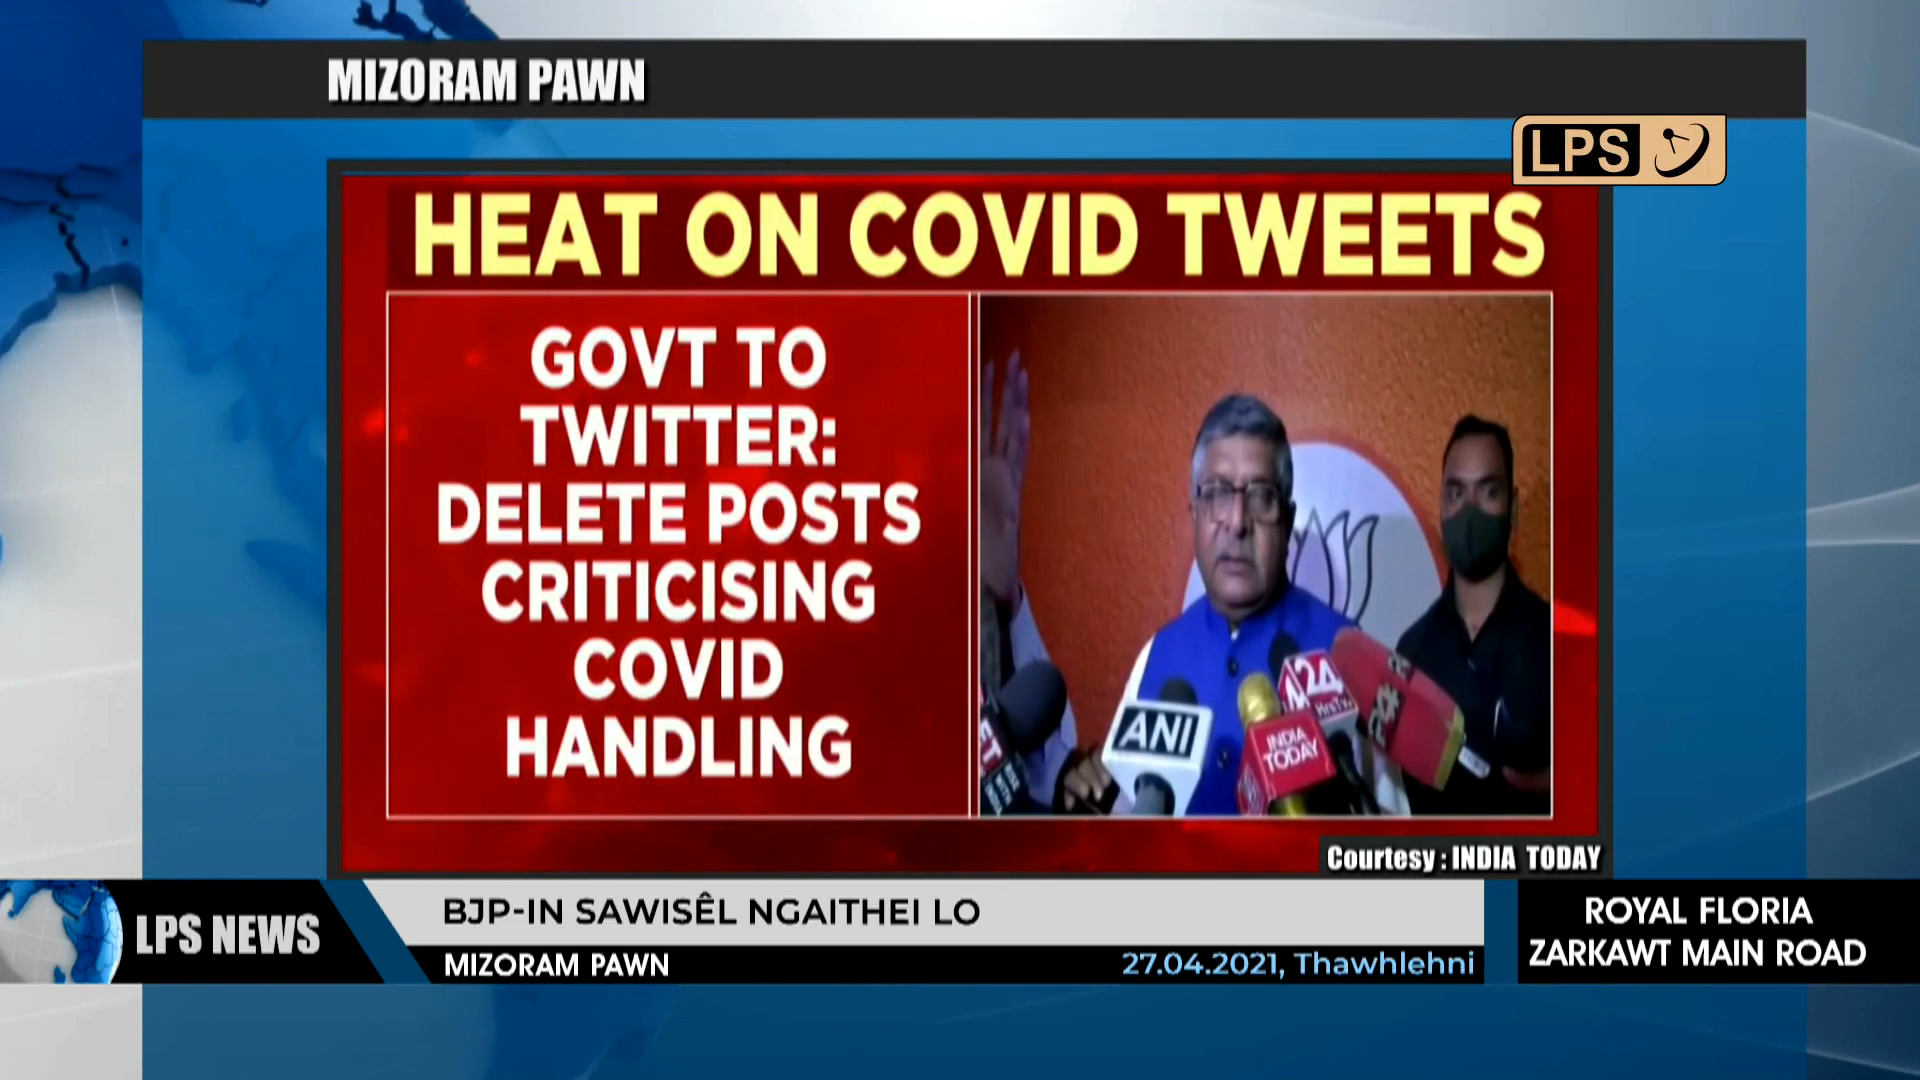 MIZORAM PAWN
LPS
HEAT ON COVID TWEETS
GOVT TO
TWITTER:
DELETE POSTS
CRITICISING
COVID
HANDLING
24
ANI
INDIA
TODAY
Courtesy : INDIA TODAY
LPS NEWS
BJP-IN SAWISÊL NGAITHEI LO
MIZORAM PAWN
27.04.2021, Thawhlehni
ROYAL FLORIA
ZARKAWT MAIN ROAD